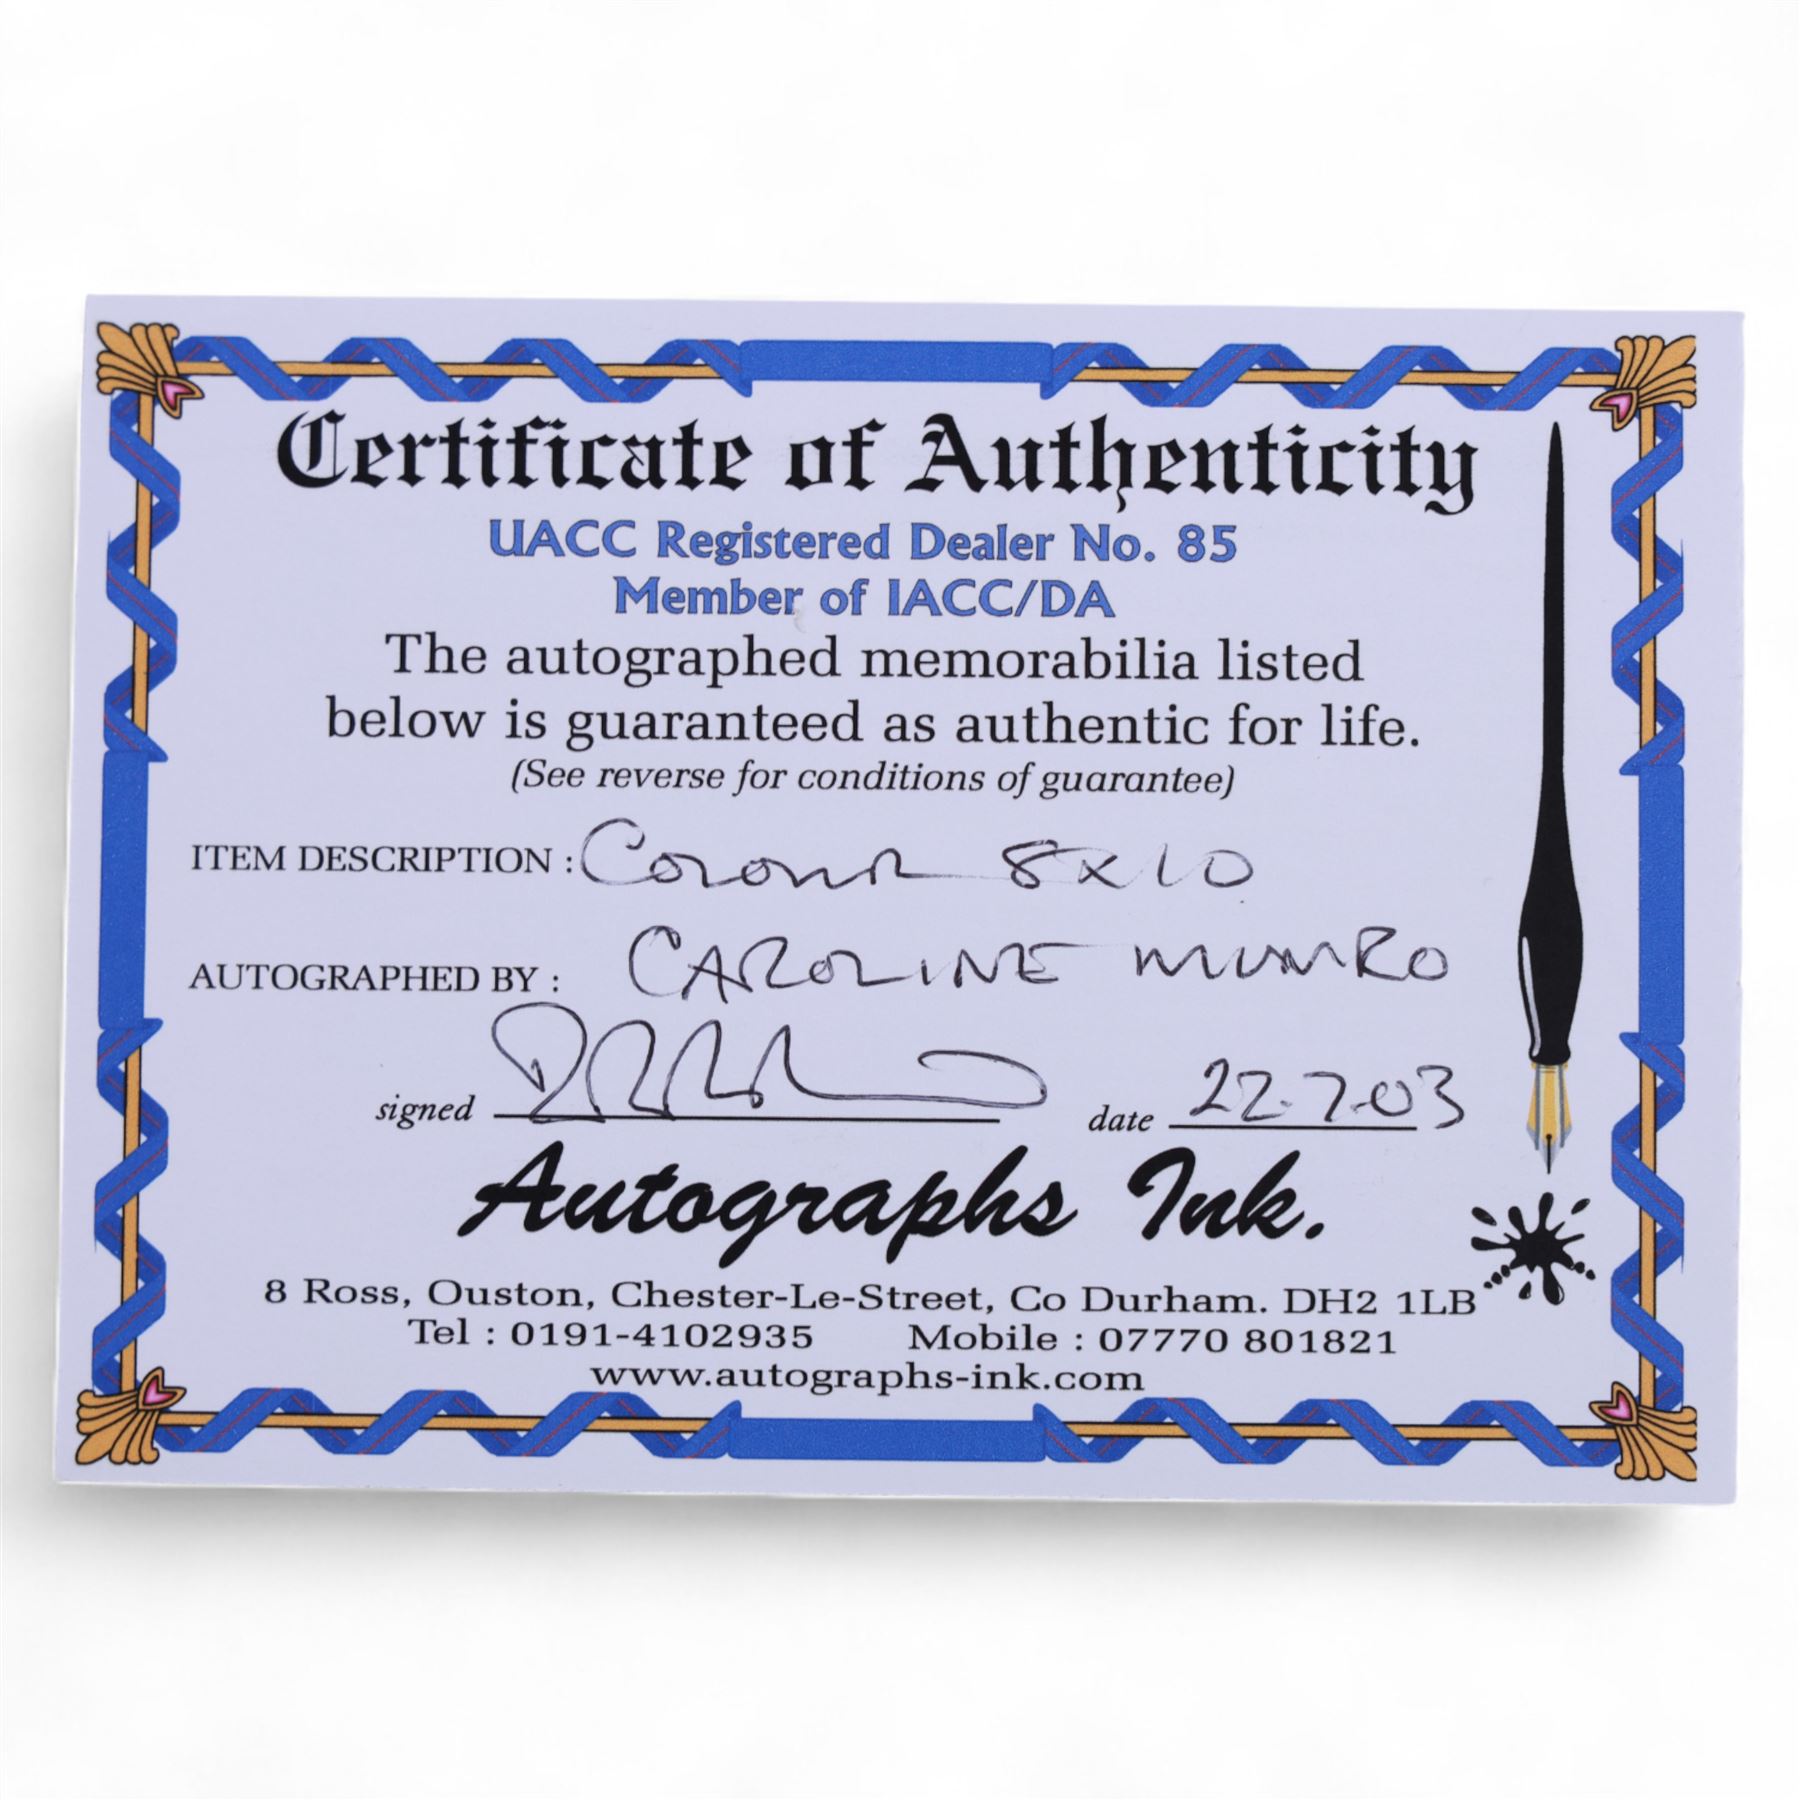 Certificate of Authenticity
UACC Registered Dealer No. 85
Member of IACC/DA
The autographed memorabilia listed
below is guaranteed as authentic for life.
(See reverse for conditions of guarantee)
ITEM DESCRIPTION : COLOUR 8x10
AUTOGRAPHED BY : CAROLINE MUNRO
signed date 22.7.03
Autographs Ink.
8 Ross, Ouston, Chester-Le-Street, Co Durham. DH2 1LB
Tel : 0191-4102935 Mobile : 07770 801821
www.autographs-ink.com